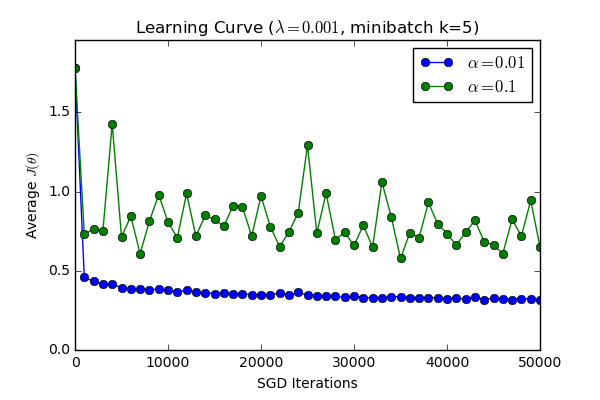 Learning Curve (λ=0.001, minibatch k=5)
α=0.01
α=0.1
Average J(θ)
1.5
1.0
0.5
0.0
0 10000 20000 30000 40000 50000
SGD Iterations